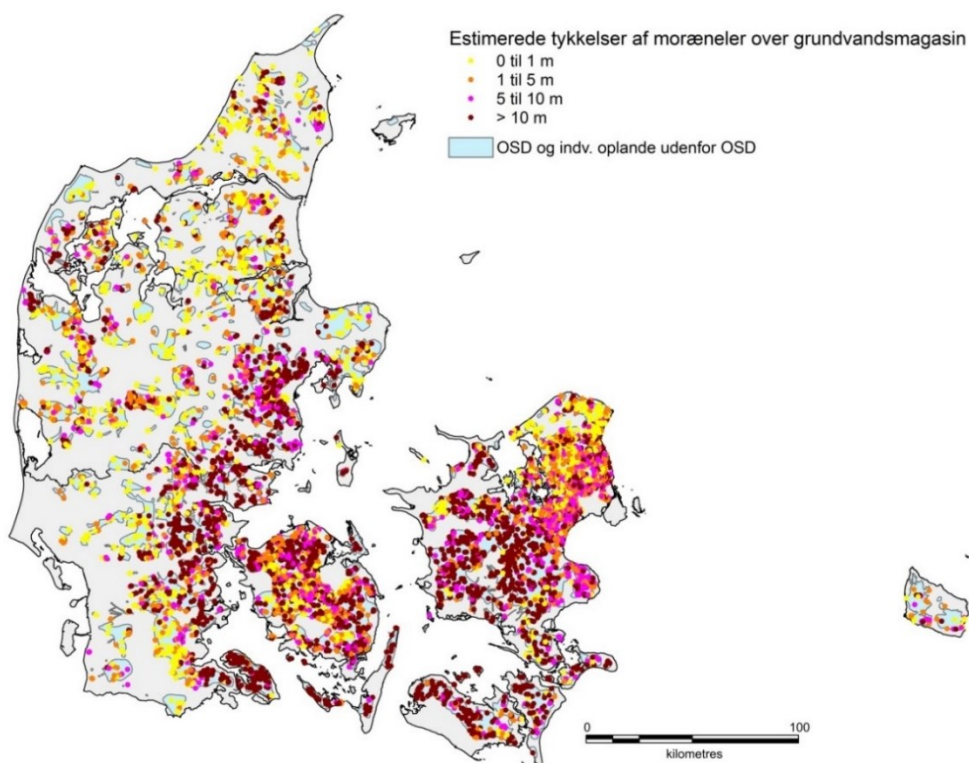 Estimerede tykkelser af moræneler over grundvandsmagasin
0 til 1 m
1 til 5 m
5 til 10 m
> 10 m
OSD og indv. oplande udenfor OSD
0 100
kilometres